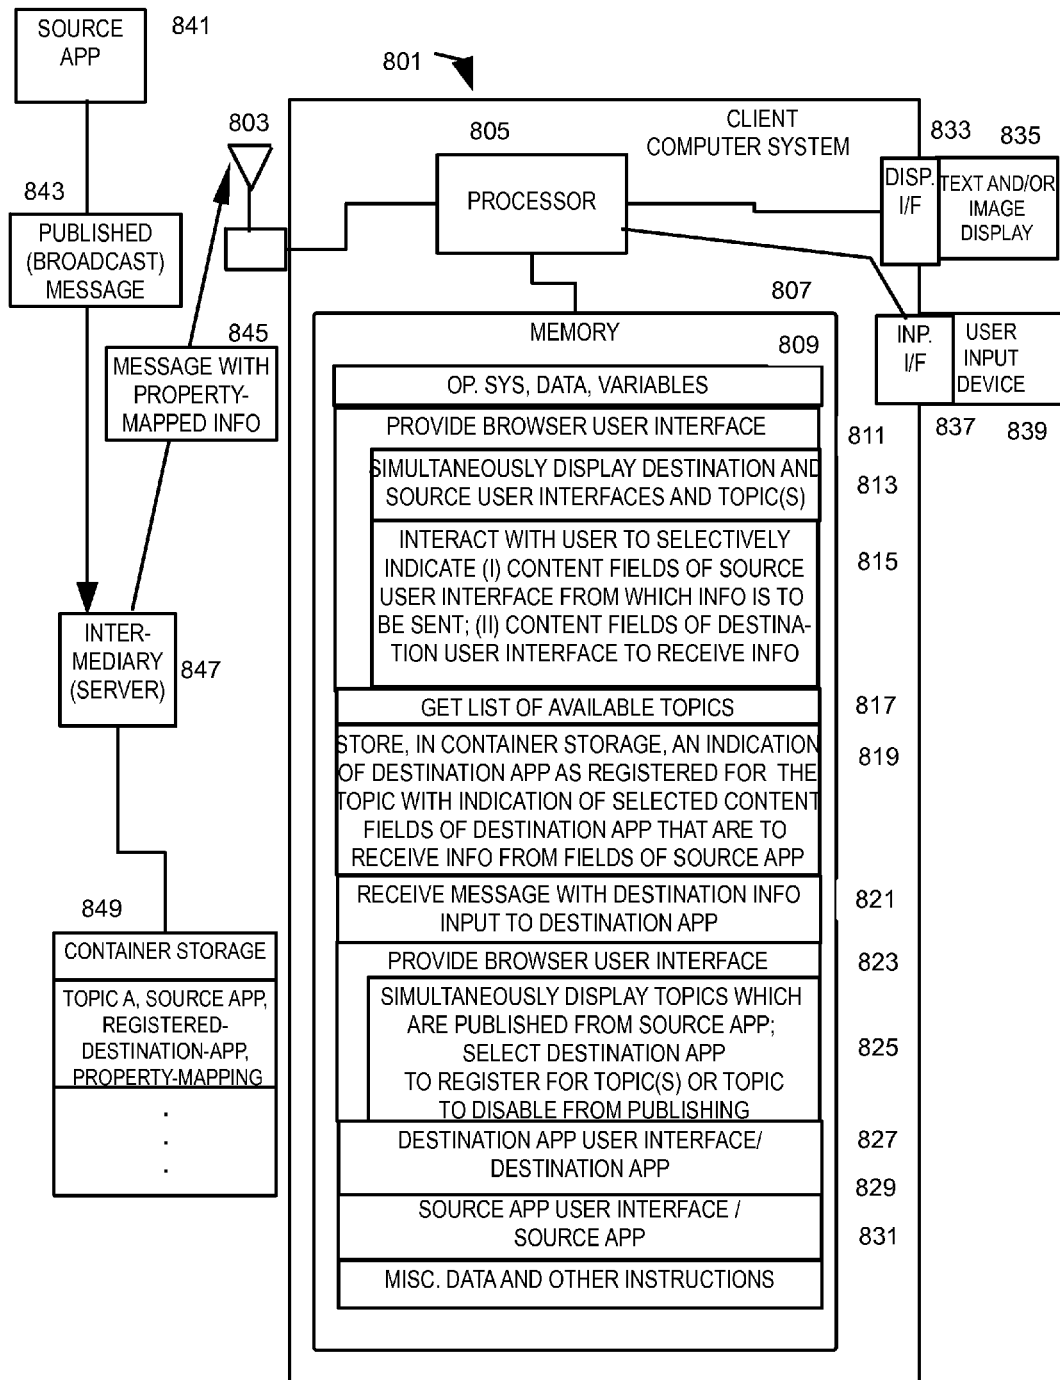 SOURCE
APP
841
801
803
805
CLIENT
COMPUTER SYSTEM
833
835
PROCESSOR
DISP.
I/F
TEXT AND/OR
IMAGE
DISPLAY
843
PUBLISHED
(BROADCAST)
MESSAGE
845
MESSAGE WITH
PROPERTY-
MAPPED INFO
807
MEMORY
809
INP.
I/F
USER
INPUT
DEVICE
837
839
OP. SYS, DATA, VARIABLES
PROVIDE BROWSER USER INTERFACE
811
SIMULTANEOUSLY DISPLAY DESTINATION AND
SOURCE USER INTERFACES AND TOPIC(S)
813
INTERACT WITH USER TO SELECTIVELY
INDICATE (I) CONTENT FIELDS OF SOURCE
USER INTERFACE FROM WHICH INFO IS TO
BE SENT; (II) CONTENT FIELDS OF DESTINA-
TION USER INTERFACE TO RECEIVE INFO
815
INTER-
MEDIARY
(SERVER)
847
GET LIST OF AVAILABLE TOPICS
817
STORE, IN CONTAINER STORAGE, AN INDICATION
OF DESTINATION APP AS REGISTERED FOR THE
TOPIC WITH INDICATION OF SELECTED CONTENT
FIELDS OF DESTINATION APP THAT ARE TO
RECEIVE INFO FROM FIELDS OF SOURCE APP
819
RECEIVE MESSAGE WITH DESTINATION INFO
INPUT TO DESTINATION APP
821
849
CONTAINER STORAGE
TOPIC A, SOURCE APP,
REGISTERED-
DESTINATION-APP,
PROPERTY-MAPPING
.
.
.
PROVIDE BROWSER USER INTERFACE
823
SIMULTANEOUSLY DISPLAY TOPICS WHICH
ARE PUBLISHED FROM SOURCE APP;
SELECT DESTINATION APP
TO REGISTER FOR TOPIC(S) OR TOPIC
TO DISABLE FROM PUBLISHING
825
DESTINATION APP USER INTERFACE/
DESTINATION APP
827
829
SOURCE APP USER INTERFACE /
SOURCE APP
831
MISC. DATA AND OTHER INSTRUCTIONS